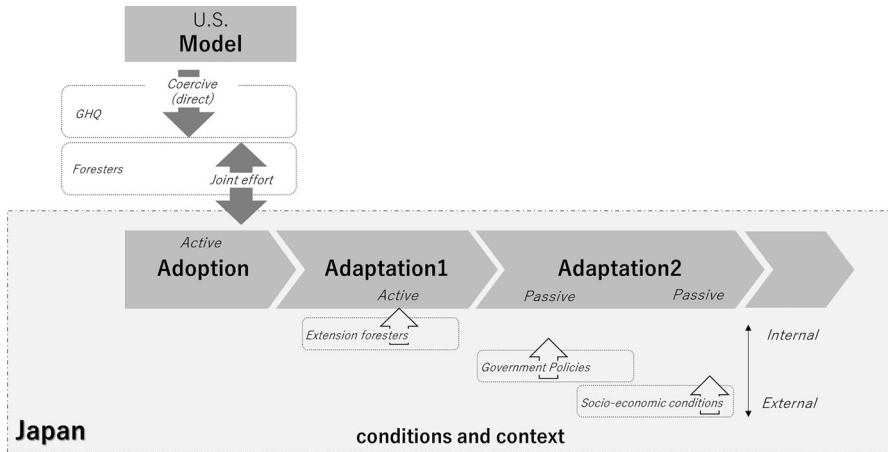 U.S.
Model
Coercive
(direct)
GHQ
Foresters
Joint effort
Active
Adoption
Adaptation1
Adaptation2
Active
Passive
Passive
Extension foresters
Internal
Government Policies
Socio-economic conditions
External
Japan
conditions and context